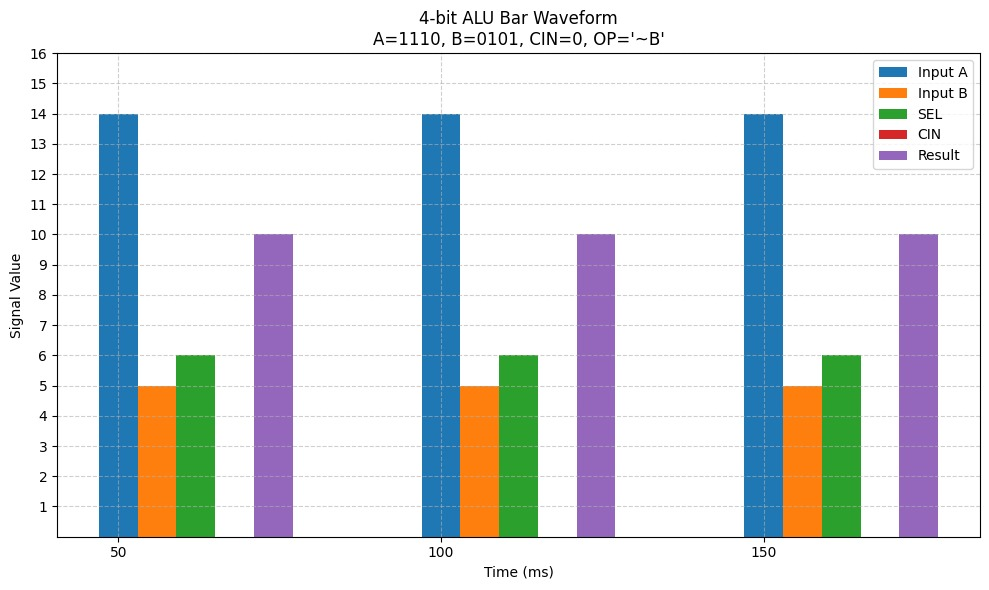 4-bit ALU Bar Waveform
A=1110, B=0101, CIN=0, OP='~B'
Input A
Input B
SEL
CIN
Result
Signal Value
16
15
14
13
12
11
10
9
8
7
6
5
4
3
2
1
50
100
150
Time (ms)